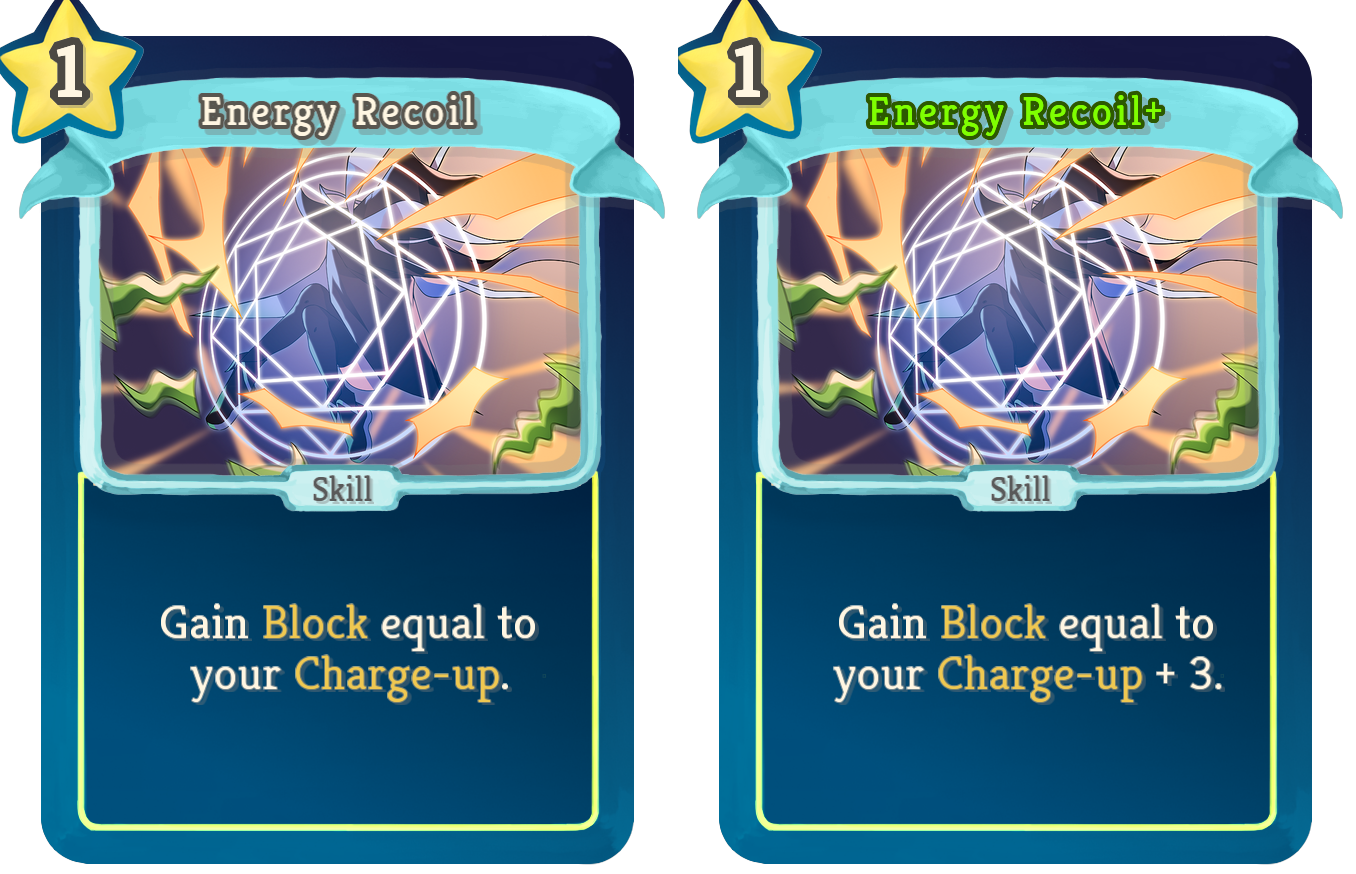 1
Energy Recoil
Skill
Gain Block equal to
your Charge-up.
1
Energy Recoil+
Skill
Gain Block equal to
your Charge-up + 3.